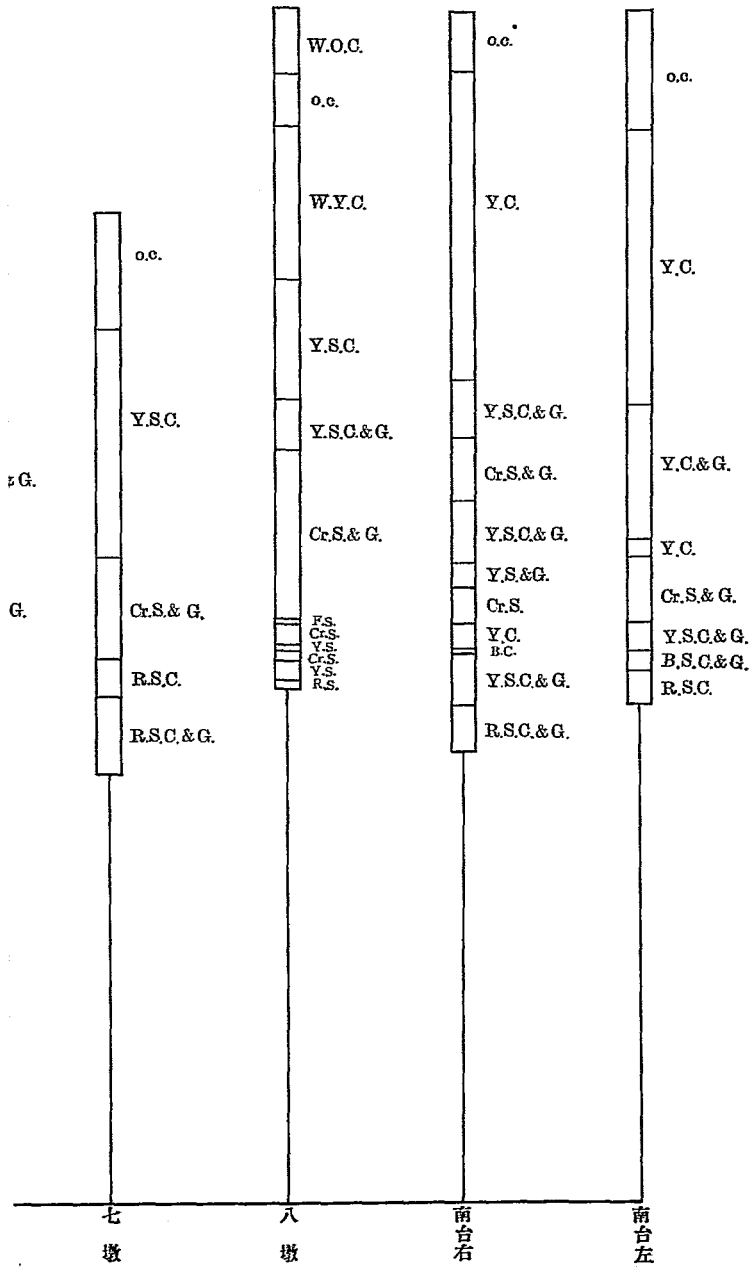 & G.
G.
o.c.
Y.S.C.
Cr.S.& G.
R.S.C.
R.S.C.& G.
W.O.C.
o.c.
W.Y.C.
Y.S.C.
Y.S.C.& G.
Cr.S.& G.
F.S.
Cr.S.
Y.S.
Cr.S.
Y.S.
R.S.
o.c.
Y.C.
Y.S.C.& G.
Cr.S.& G.
Y.S.C.& G.
Y.S.&G.
Cr.S.
Y.C.
B.C.
Y.S.C.& G.
R.S.C.& G.
o.c.
Y.C.
Y.C.& G.
Y.C.
Cr.S.& G.
Y.S.C.& G.
B.S.C.& G.
R.S.C.
七墩
八墩
南台右
南台左